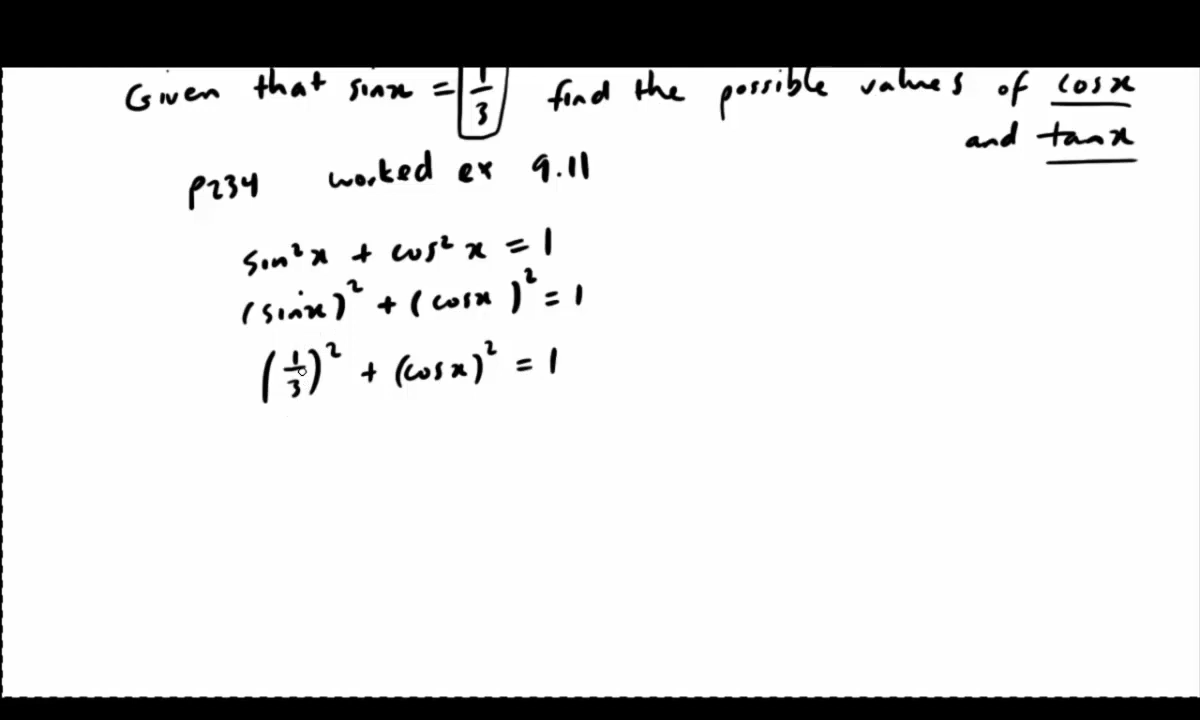 Given that sinx = 1/3 find the possible values of cosx
and tanx
P234 worked ex 9.11
sin²x + cos²x = 1
(sinx)² + (cosx)² = 1
(1/3)² + (cosx)² = 1